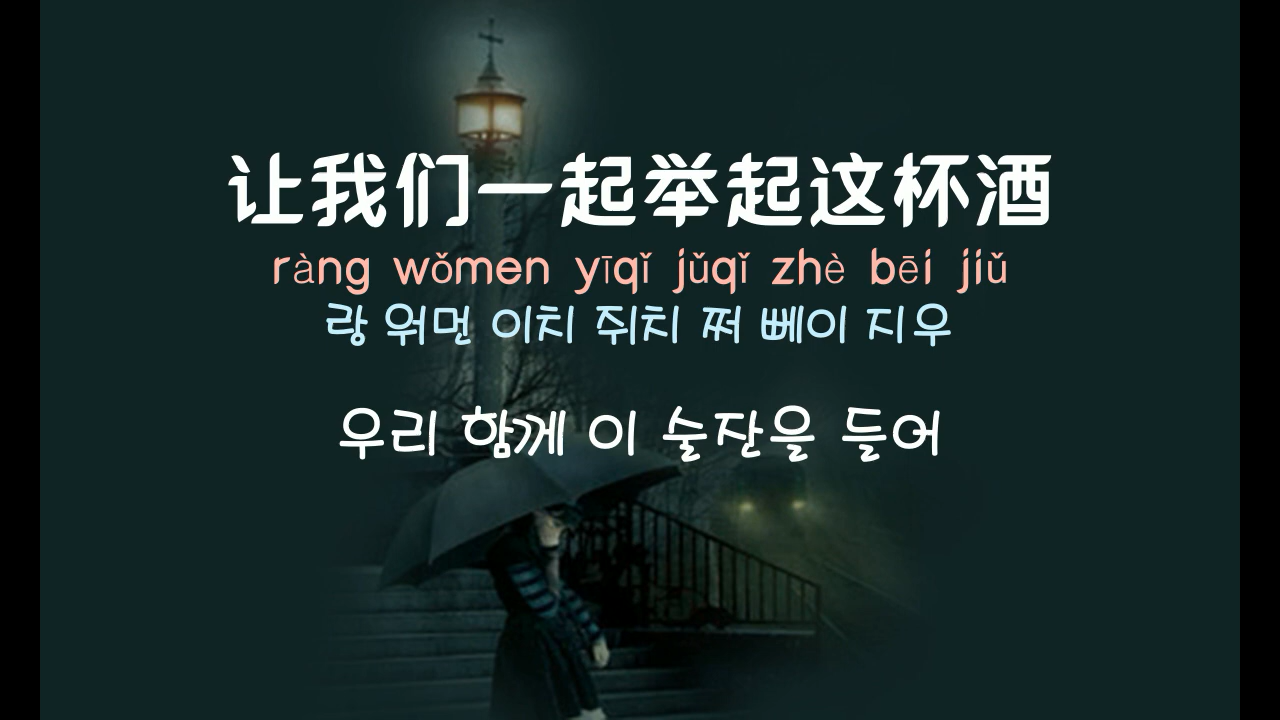 让我们一起举起这杯酒
ràng wǒmen yīqǐ jǔqǐ zhè bēi jiǔ
랑 워먼 이치 쥐치 쩌 뻬이 지우
우리 함께 이 술잔을 들어